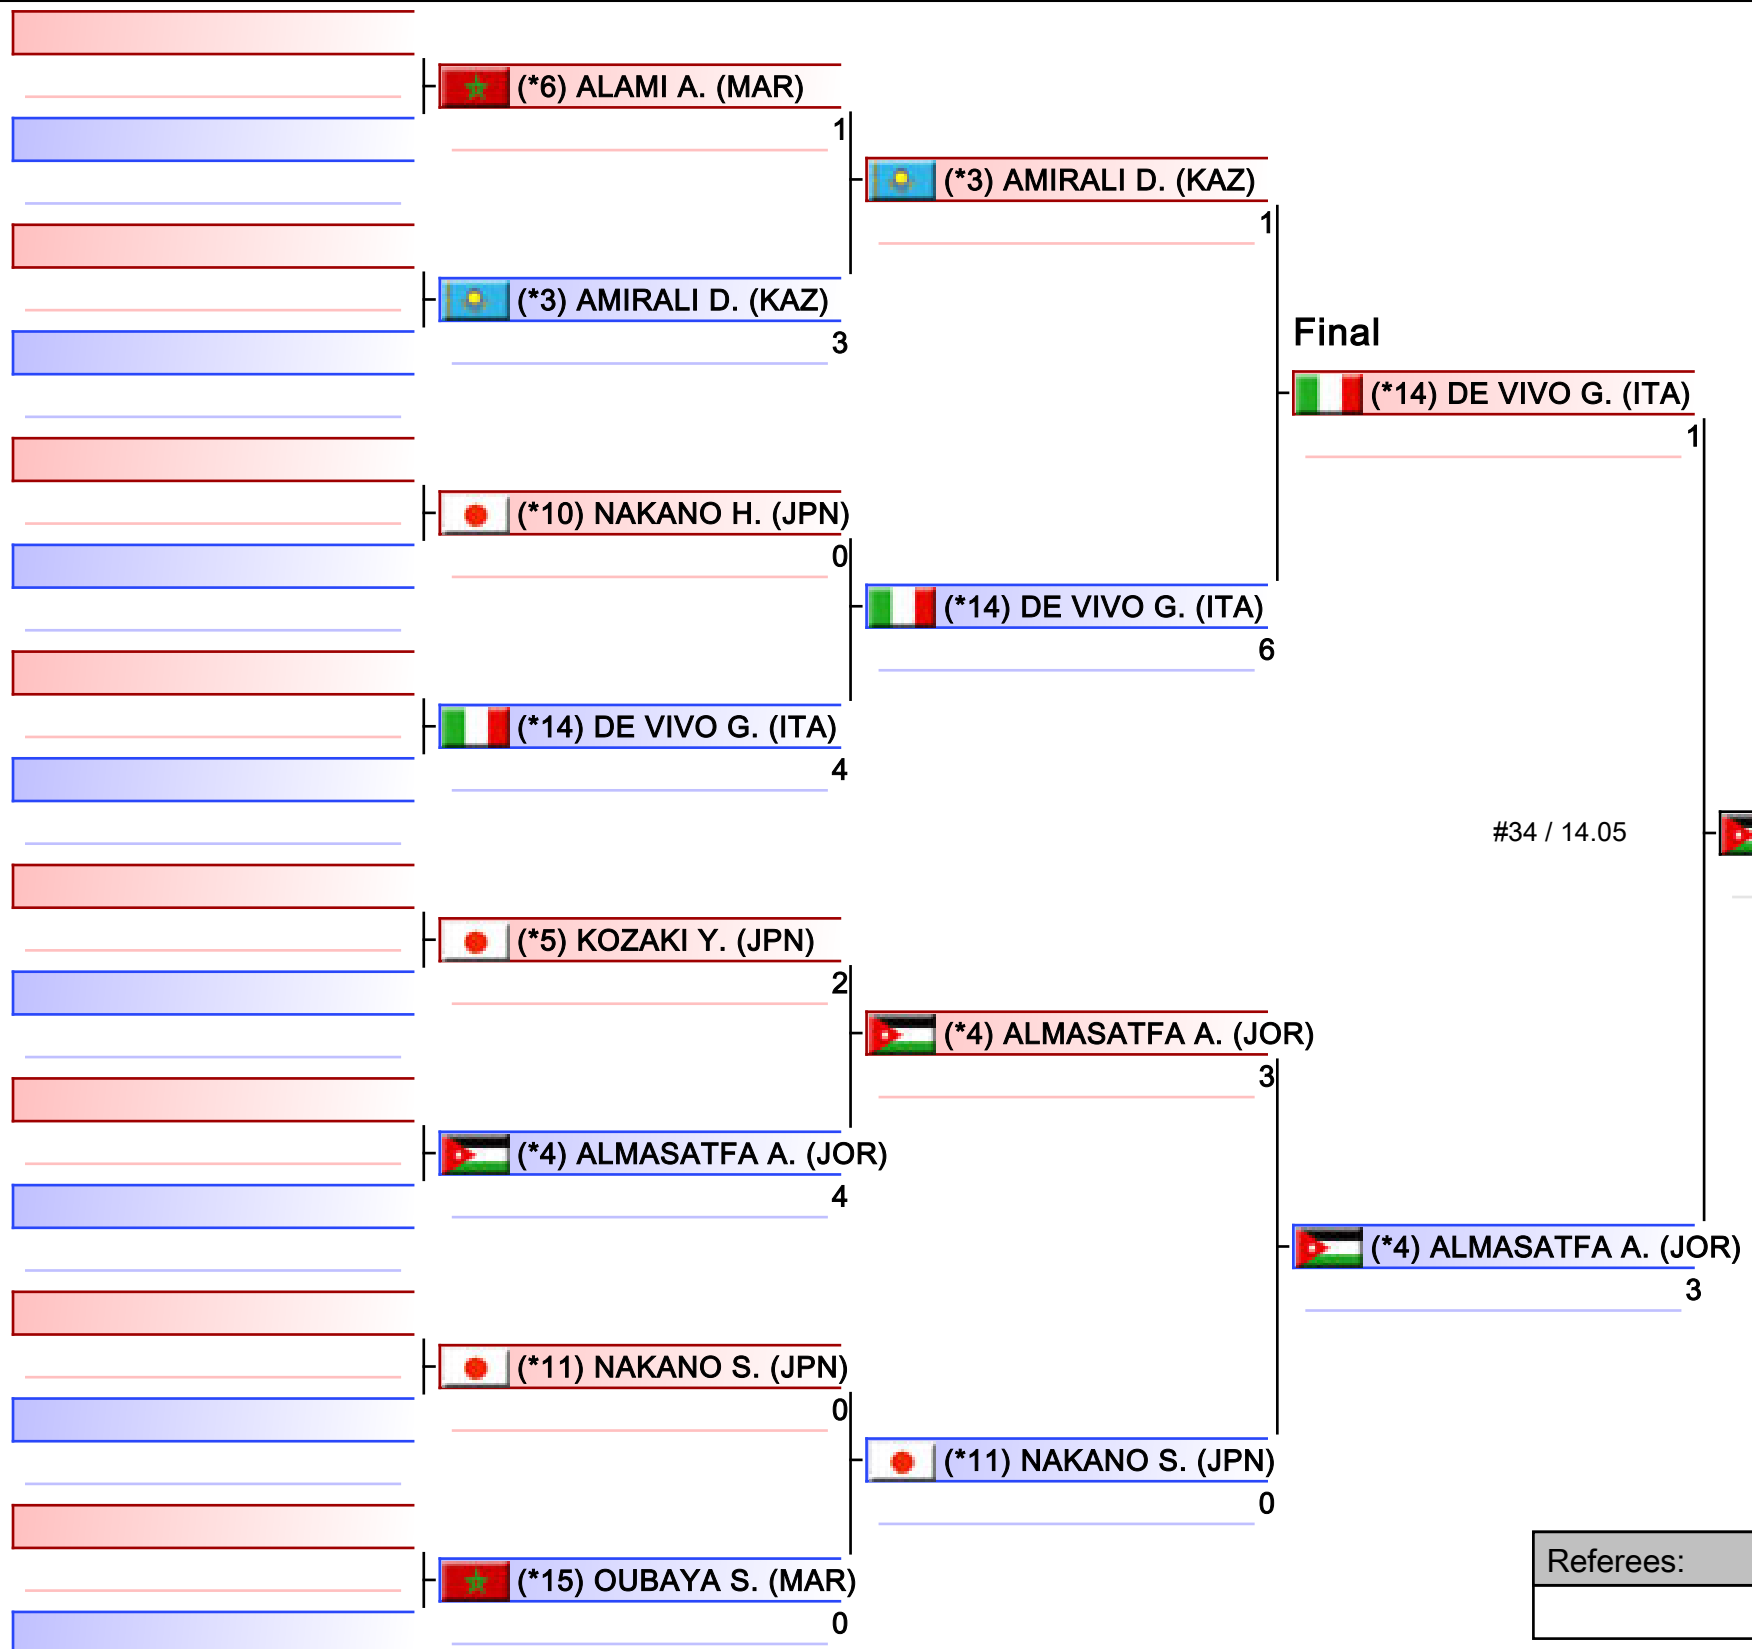 (*6) ALAMI A. (MAR)
1
(*3) AMIRALI D. (KAZ)
3
(*10) NAKANO H. (JPN)
0
(*14) DE VIVO G. (ITA)
4
(*5) KOZAKI Y. (JPN)
2
(*4) ALMASATFA A. (JOR)
4
(*11) NAKANO S. (JPN)
0
(*15) OUBAYA S. (MAR)
0
(*3) AMIRALI D. (KAZ)
1
(*14) DE VIVO G. (ITA)
6
(*4) ALMASATFA A. (JOR)
3
(*11) NAKANO S. (JPN)
0
Final
(*14) DE VIVO G. (ITA)
1
#34 / 14.05
(*4) ALMASATFA A. (JOR)
3
Referees: